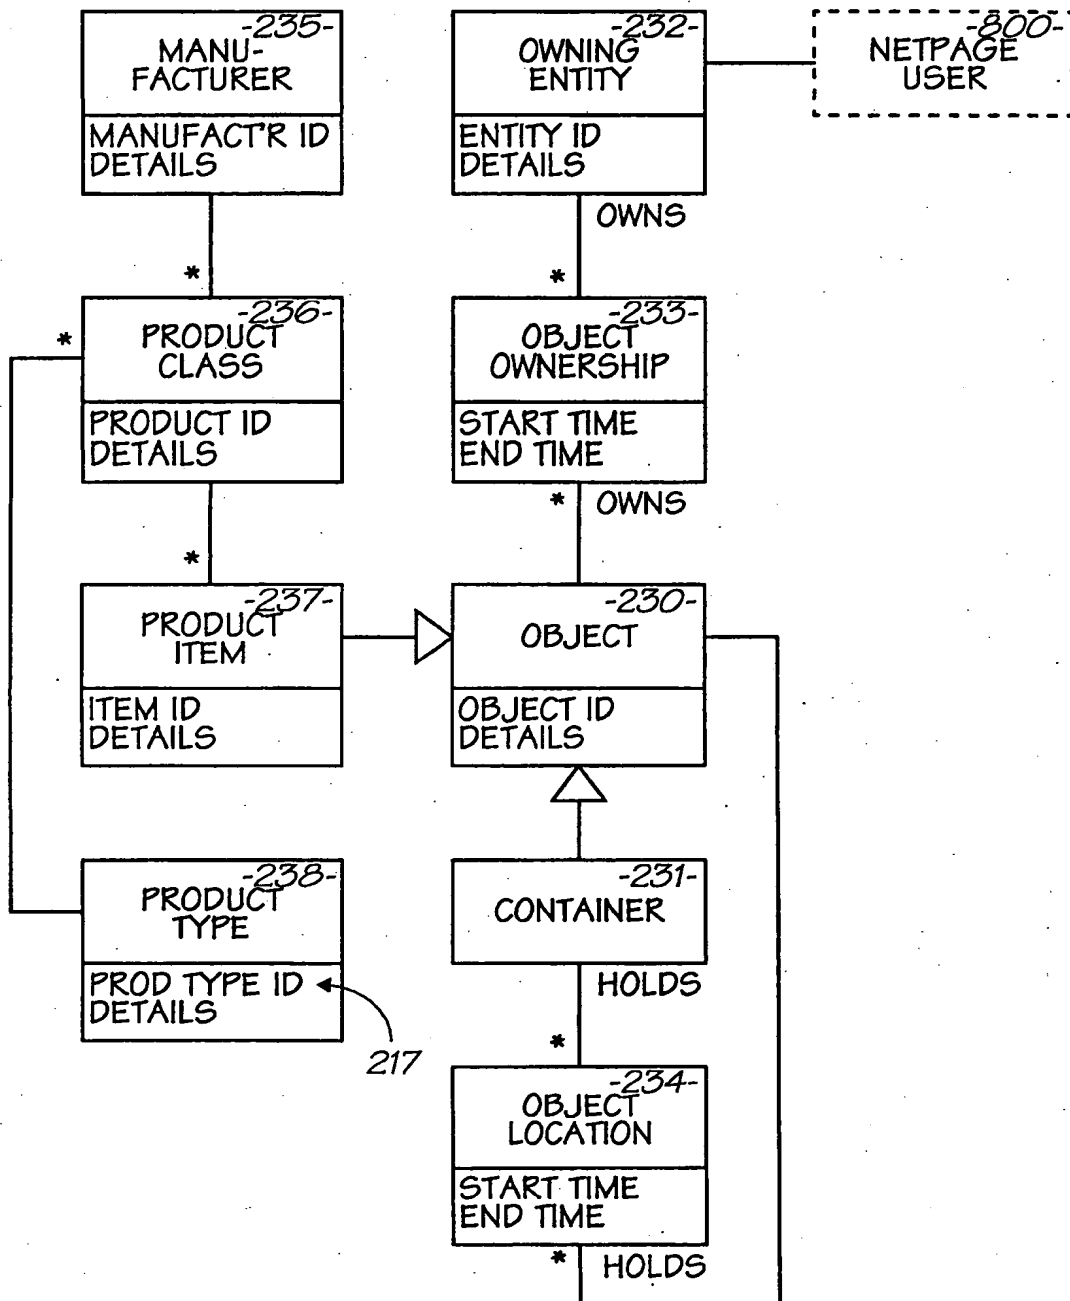 -235-
MANU-
FACTURER
MANUFACT'R ID
DETAILS
-232-
OWNING
ENTITY
ENTITY ID
DETAILS
-800-
NETPAGE
USER
OWNS
*
*
-236-
PRODUCT
CLASS
PRODUCT ID
DETAILS
*
-233-
OBJECT
OWNERSHIP
START TIME
END TIME
* OWNS
*
-237-
PRODUCT
ITEM
ITEM ID
DETAILS
-230-
OBJECT
OBJECT ID
DETAILS
-238-
PRODUCT
TYPE
PROD TYPE ID
DETAILS
217
-231-
CONTAINER
HOLDS
*
-234-
OBJECT
LOCATION
START TIME
END TIME
* HOLDS